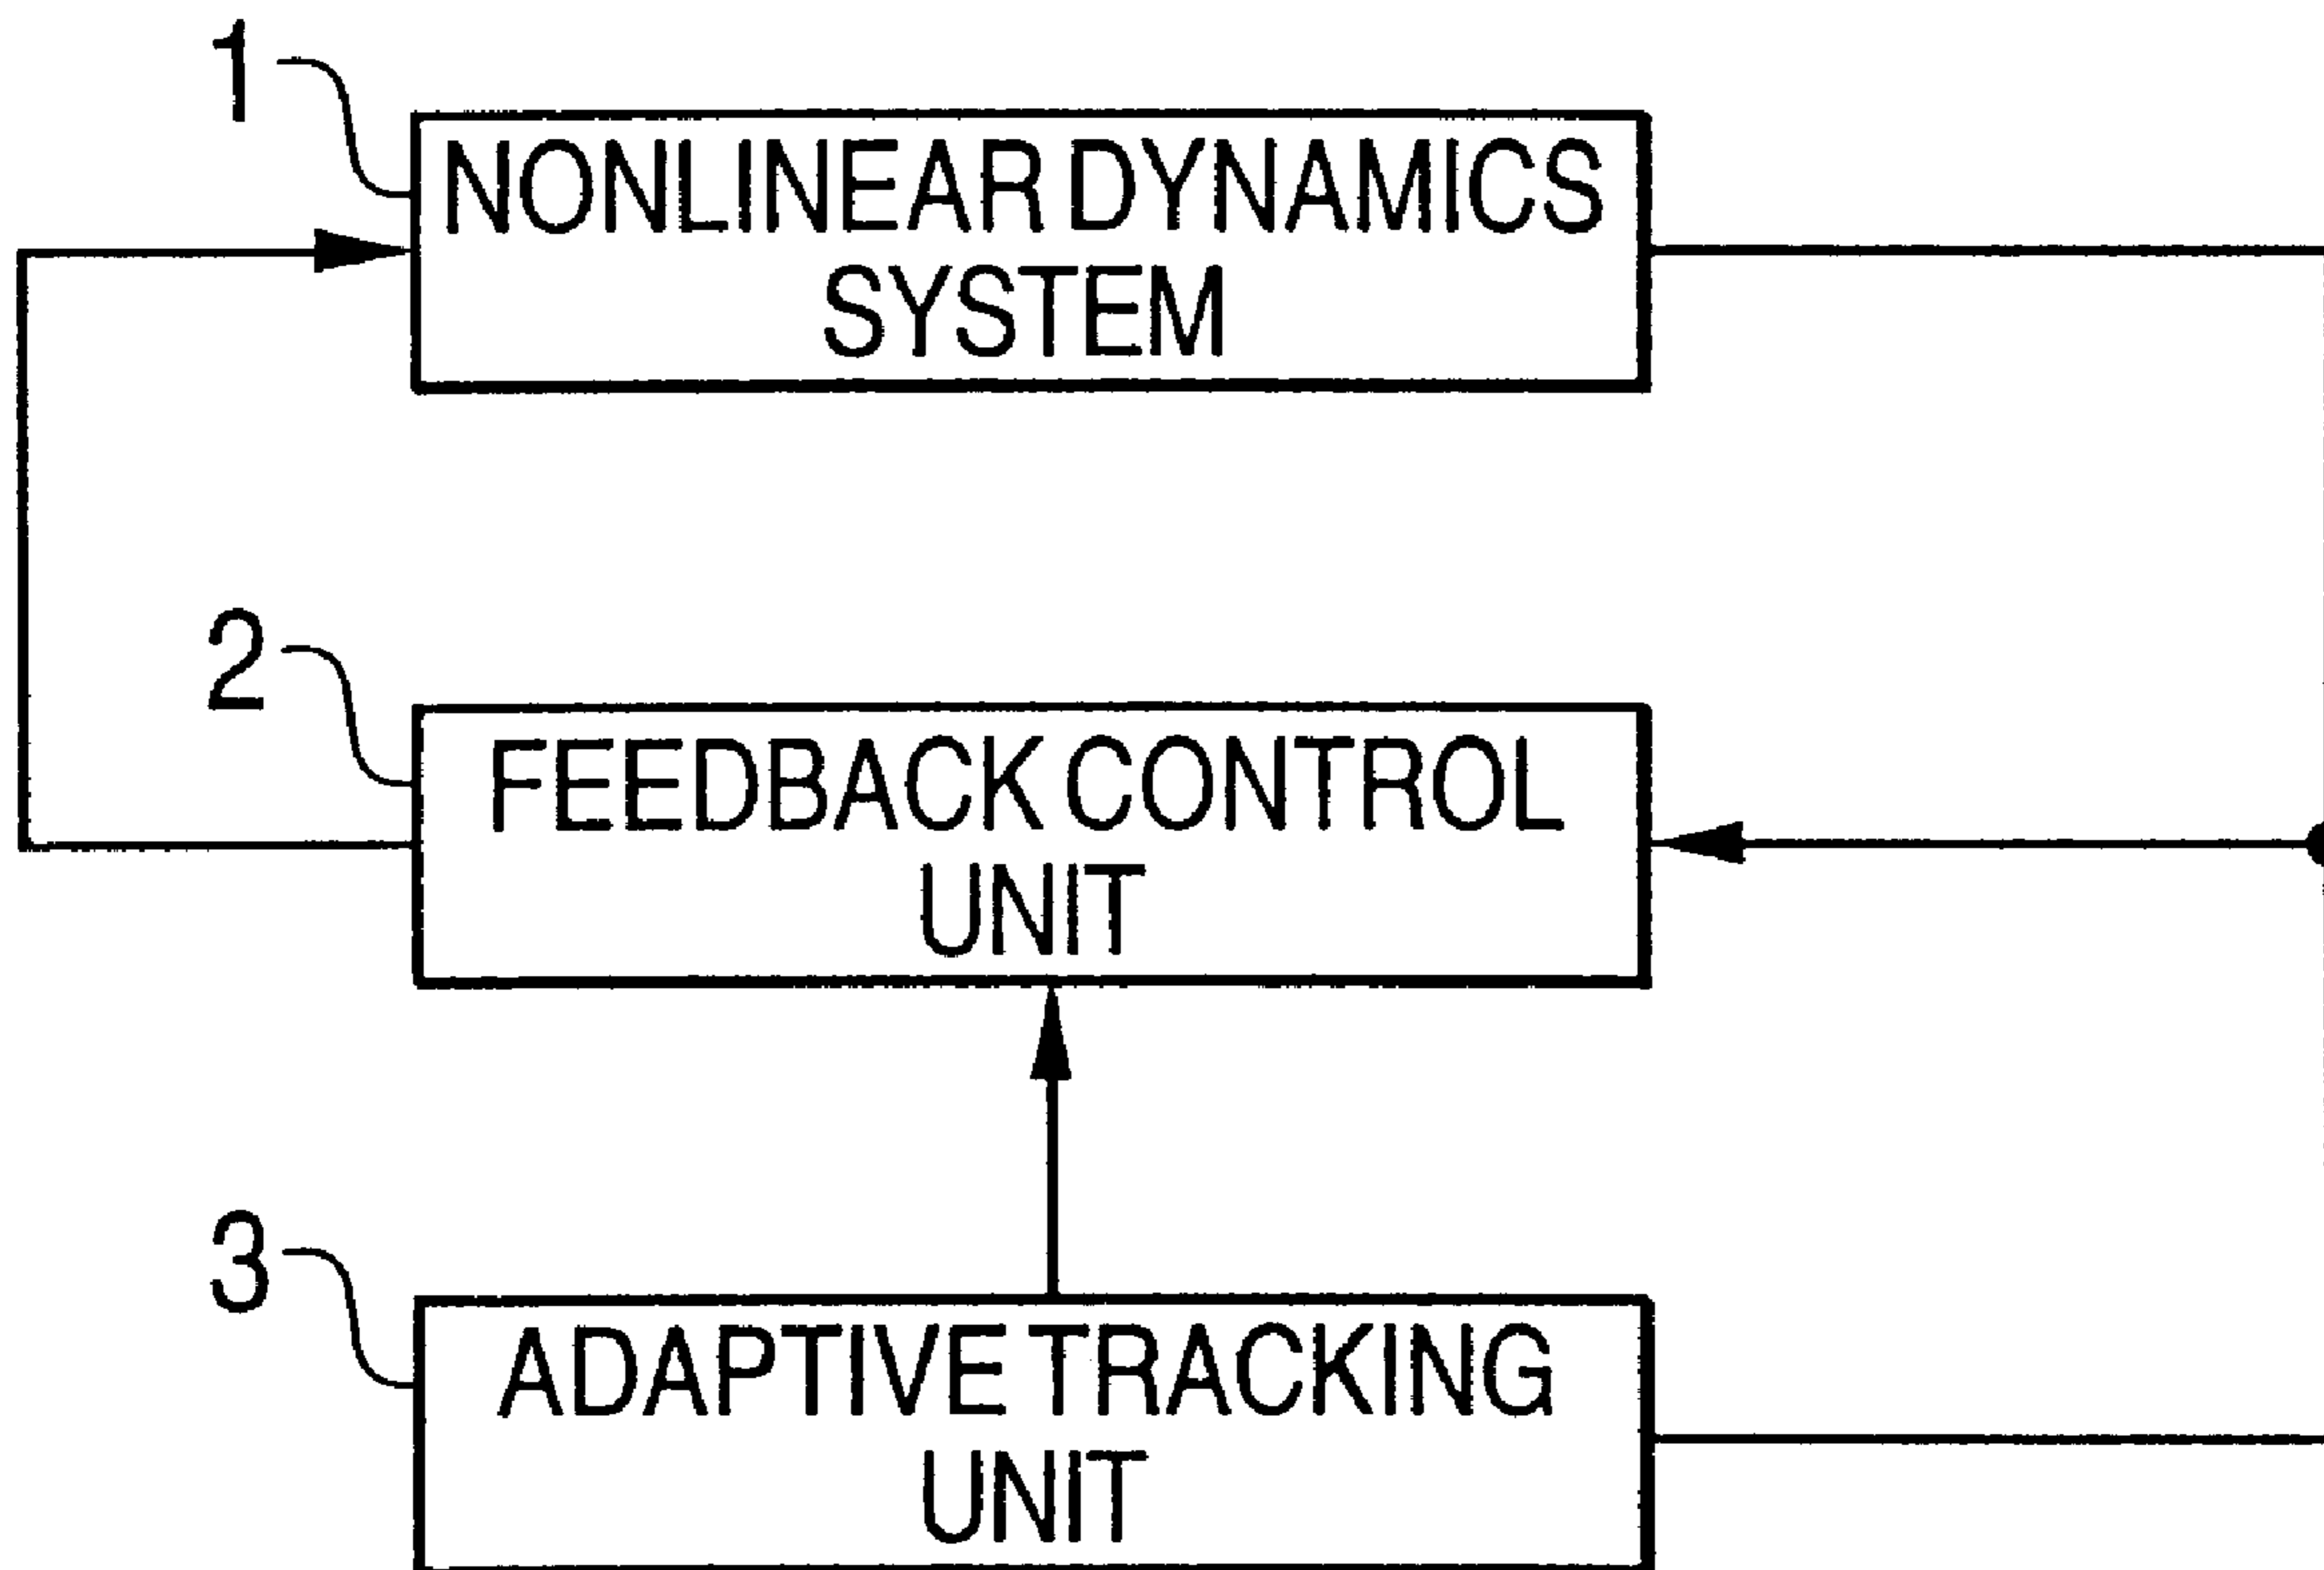 1
NONLINEAR DYNAMICS
SYSTEM
2
FEEDBACK CONTROL
UNIT
3
ADAPTIVE TRACKING
UNIT